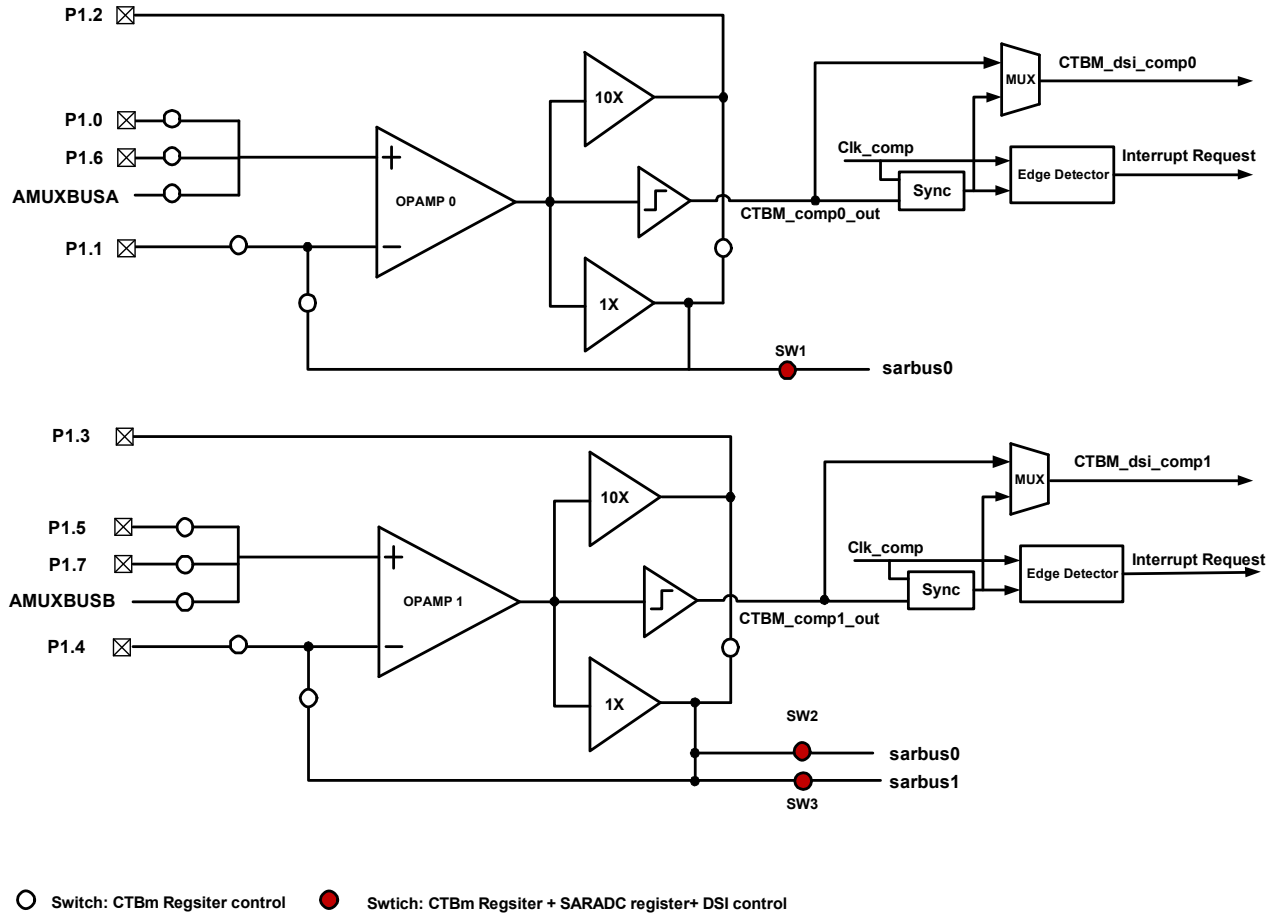 P1.2
P1.0
P1.6
AMUXBUSA
P1.1
+
OPAMP 0
−
10X
1X
CTBM_comp0_out
SW1
sarbus0
Clk_comp
Sync
MUX
CTBM_dsi_comp0
Edge Detector
Interrupt Request
P1.3
P1.5
P1.7
AMUXBUSB
P1.4
+
OPAMP 1
−
10X
1X
CTBM_comp1_out
SW2
sarbus0
sarbus1
SW3
Clk_comp
Sync
MUX
CTBM_dsi_comp1
Edge Detector
Interrupt Request
Switch: CTBm Regsiter control
Swtich: CTBm Regsiter + SARADC register+ DSI control